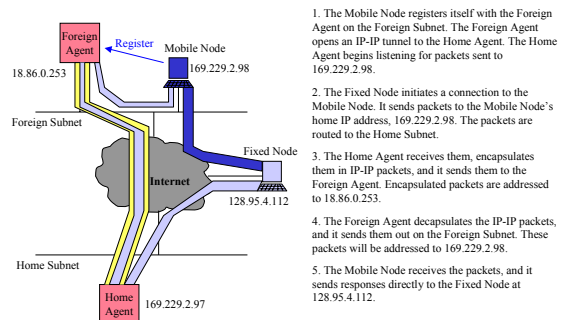 Foreign
Agent
Register
Mobile Node
169.229.2.98
18.86.0.253
Foreign Subnet
Fixed Node
Internet
128.95.4.112
Home Subnet
Home
Agent
169.229.2.97
1. The Mobile Node registers itself with the Foreign
Agent on the Foreign Subnet. The Foreign Agent
opens an IP-IP tunnel to the Home Agent. The Home
Agent begins listening for packets sent to
169.229.2.98.
2. The Fixed Node initiates a connection to the
Mobile Node. It sends packets to the Mobile Node's
home IP address, 169.229.2.98. The packets are
routed to the Home Subnet.
3. The Home Agent receives them, encapsulates
them in IP-IP packets, and it sends them to the
Foreign Agent. Encapsulated packets are addressed
to 18.86.0.253.
4. The Foreign Agent decapsulates the IP-IP packets,
and it sends them out on the Foreign Subnet. These
packets will be addressed to 169.229.2.98.
5. The Mobile Node receives the packets, and it
sends responses directly to the Fixed Node at
128.95.4.112.